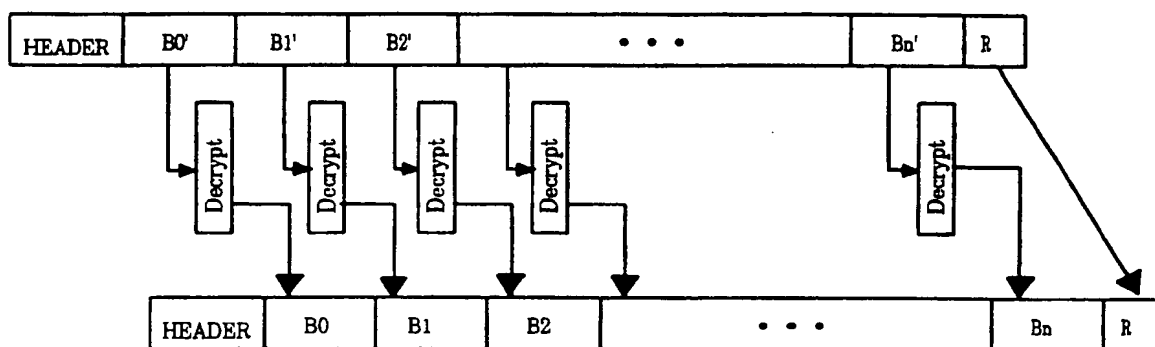 HEADER B0' B1' B2' • • • Bn' R
Decrypt Decrypt Decrypt Decrypt Decrypt
HEADER B0 B1 B2 • • • Bn R